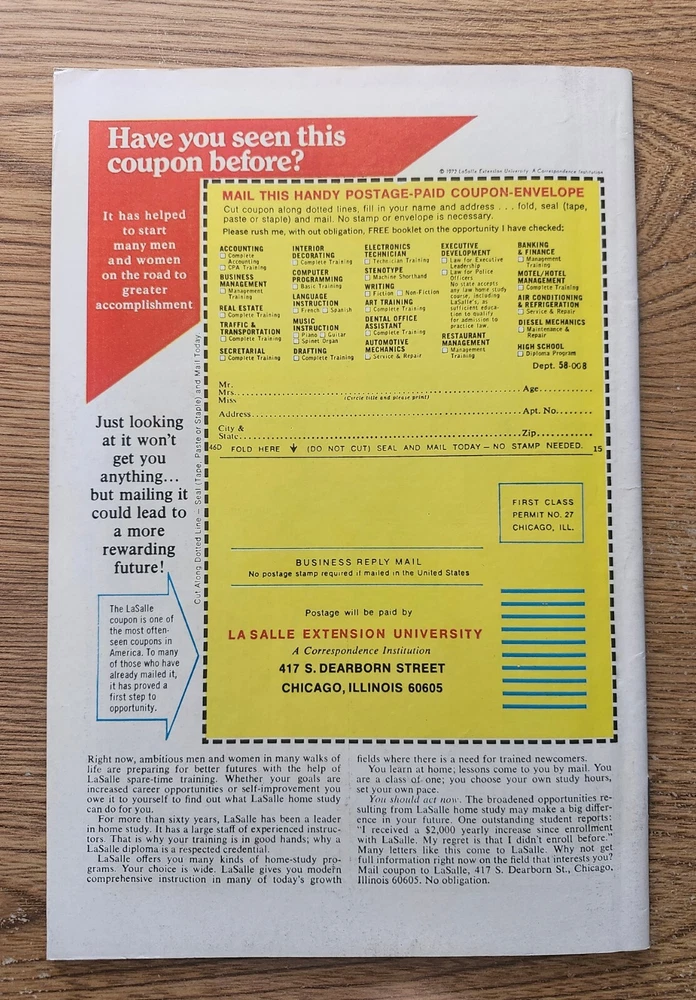 Have you seen this
coupon before?
© 1973 LaSalle Extension University. A Correspondence Institution
It has helped
to start
many men
and women
on the road to
greater
accomplishment
MAIL THIS HANDY POSTAGE-PAID COUPON-ENVELOPE
Cut coupon along dotted lines, fill in your name and address . . . fold, seal (tape,
paste or staple) and mail. No stamp or envelope is necessary.
Please rush me, with out obligation, FREE booklet on the opportunity I have checked:
ACCOUNTING
Complete
Accounting
CPA Training
BUSINESS
MANAGEMENT
Management
Training
REAL ESTATE
Complete Training
TRAFFIC &
TRANSPORTATION
Complete Training
SECRETARIAL
Complete Training
INTERIOR
DECORATING
Complete Training
COMPUTER
PROGRAMMING
Basic Training
LANGUAGE
INSTRUCTION
French Spanish
MUSIC
INSTRUCTION
Piano Guitar
Spinet Organ
DRAFTING
Complete Training
ELECTRONICS
TECHNICIAN
Technician Training
STENOTYPE
Machine Shorthand
WRITING
Fiction Non-Fiction
ART TRAINING
Complete Training
DENTAL OFFICE
ASSISTANT
Complete Training
AUTOMOTIVE
MECHANICS
Service & Repair
EXECUTIVE
DEVELOPMENT
Law for Executive
Leadership
Law for Police
Officers
No state accepts
any law home study
course, including
LaSalle's, as
sufficient educa-
tion to qualify
for admission to
practice law.
RESTAURANT
MANAGEMENT
Management
Training
BANKING
& FINANCE
Management
Training
MOTEL/HOTEL
MANAGEMENT
Complete Training
AIR CONDITIONING
& REFRIGERATION
Service & Repair
DIESEL MECHANICS
Maintenance &
Repair
HIGH SCHOOL
Diploma Program
Dept. 58-008
Mr.
Mrs.
Miss
Age
(Circle title and please print)
Address Apt. No.
City &
State Zip
46D FOLD HERE (DO NOT CUT) SEAL AND MAIL TODAY – NO STAMP NEEDED. 15
Cut Along Dotted Line – Seal (Tape, Paste or Staple) and Mail Today
Just looking
at it won't
get you
anything...
but mailing it
could lead to
a more
rewarding
future!
The LaSalle
coupon is one of
the most often-
seen coupons in
America. To many
of those who have
already mailed it,
it has proved a
first step to
opportunity.
FIRST CLASS
PERMIT NO. 27
CHICAGO, ILL.
BUSINESS REPLY MAIL
No postage stamp required if mailed in the United States
Postage will be paid by
LA SALLE EXTENSION UNIVERSITY
A Correspondence Institution
417 S. DEARBORN STREET
CHICAGO, ILLINOIS 60605
Right now, ambitious men and women in many walks of
life are preparing for better futures with the help of
LaSalle spare-time training. Whether your goals are
increased career opportunities or self-improvement you
owe it to yourself to find out what LaSalle home study
can do for you.
For more than sixty years, LaSalle has been a leader
in home study. It has a large staff of experienced instruc-
tors. That is why your training is in good hands; why a
LaSalle diploma is a respected credential.
LaSalle offers you many kinds of home-study pro-
grams. Your choice is wide. LaSalle gives you modern
comprehensive instruction in many of today's growth
fields where there is a need for trained newcomers.
You learn at home; lessons come to you by mail. You
are a class of one; you choose your own study hours,
set your own pace.
You should act now. The broadened opportunities re-
sulting from LaSalle home study may make a big differ-
ence in your future. One outstanding student reports:
"I received a $2,000 yearly increase since enrollment
with LaSalle. My regret is that I didn't enroll before."
Many letters like this come to LaSalle. Why not get
full information right now on the field that interests you?
Mail coupon to LaSalle, 417 S. Dearborn St., Chicago,
Illinois 60605. No obligation.